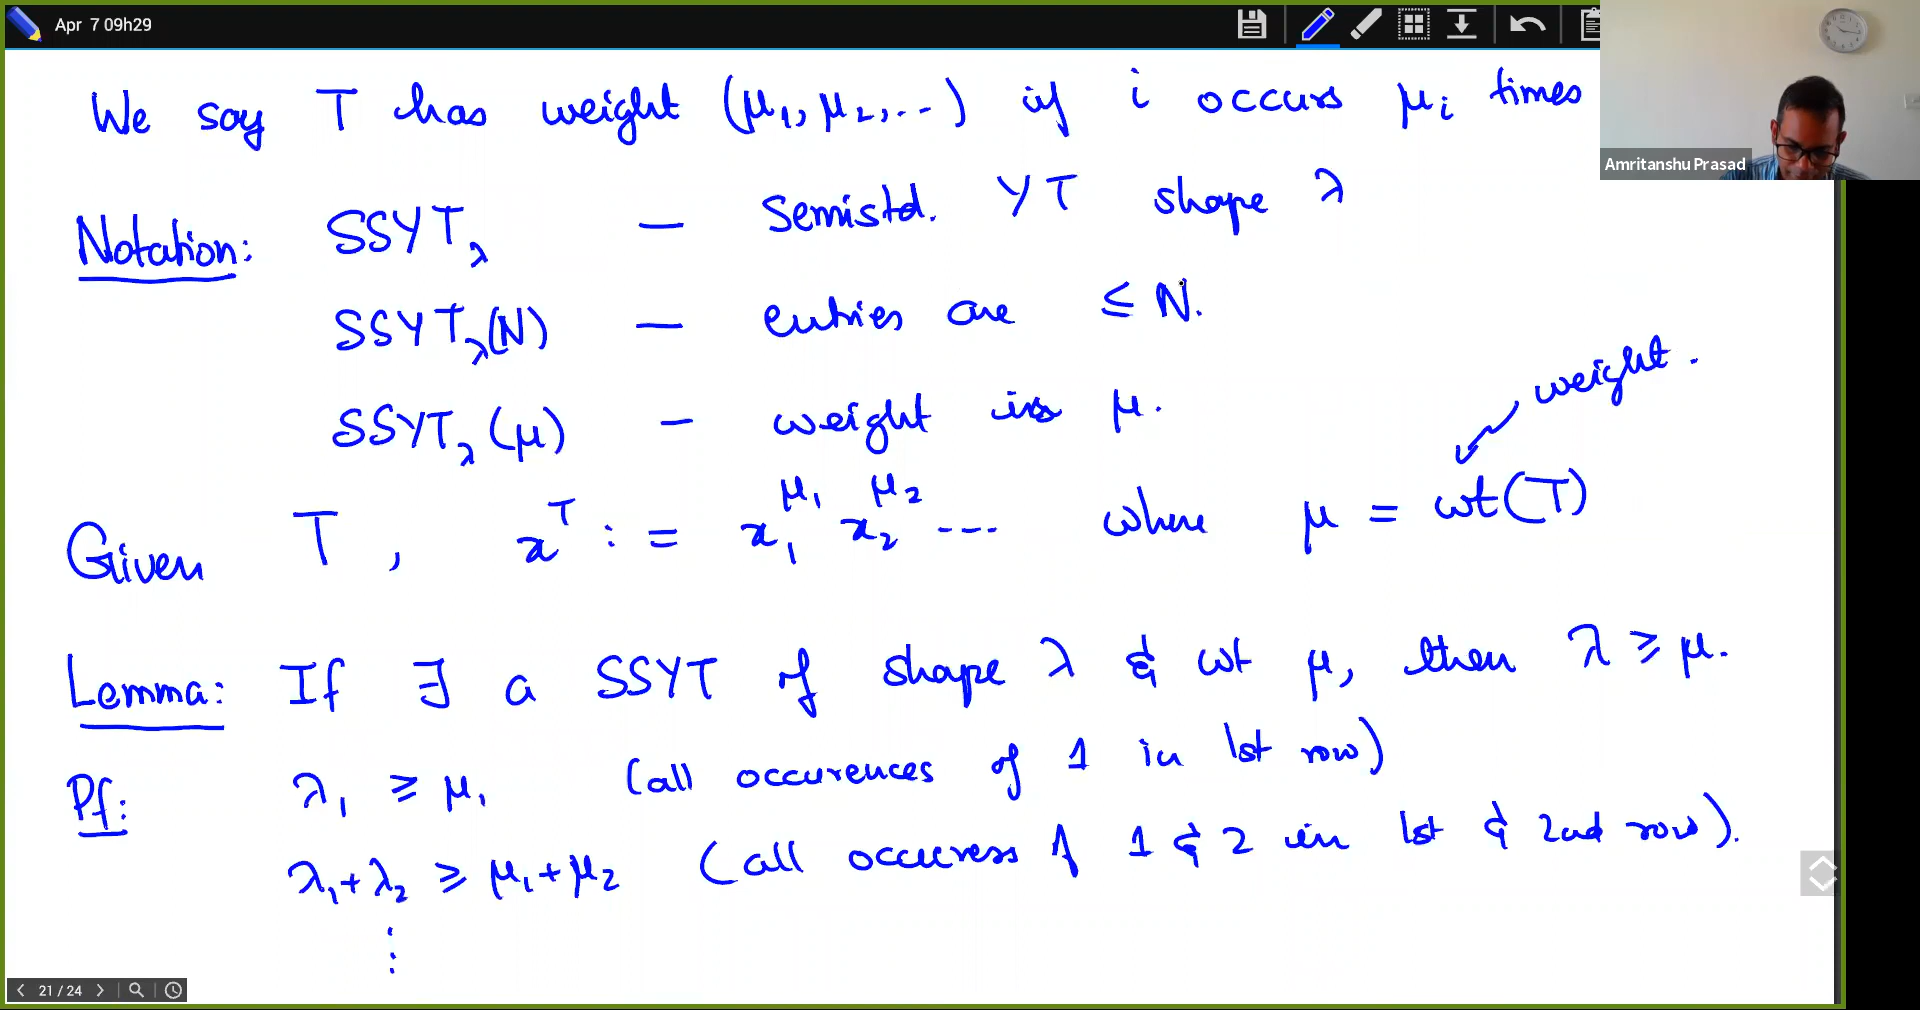 Apr 7 09h29
We say T has weight (μ₁, μ₂, ...) if i occurs μᵢ times
Amritanshu Prasad
Notation: SSYT_λ — Semistd. YT shape λ
SSYT_λ(N) — entries are ≤ N.
SSYT_λ(μ) — weight is μ.
weight.
Given T, x^T := x₁^μ₁ x₂^μ₂ ... where μ = wt(T)
Lemma: If ∃ a SSYT of shape λ & wt μ, then λ ≥ μ.
Pf: λ₁ ≥ μ₁ (all occurences of 1 in 1st row)
λ₁+λ₂ ≥ μ₁+μ₂ (all occuress of 1 & 2 in 1st & 2nd row).
⋮
21 / 24